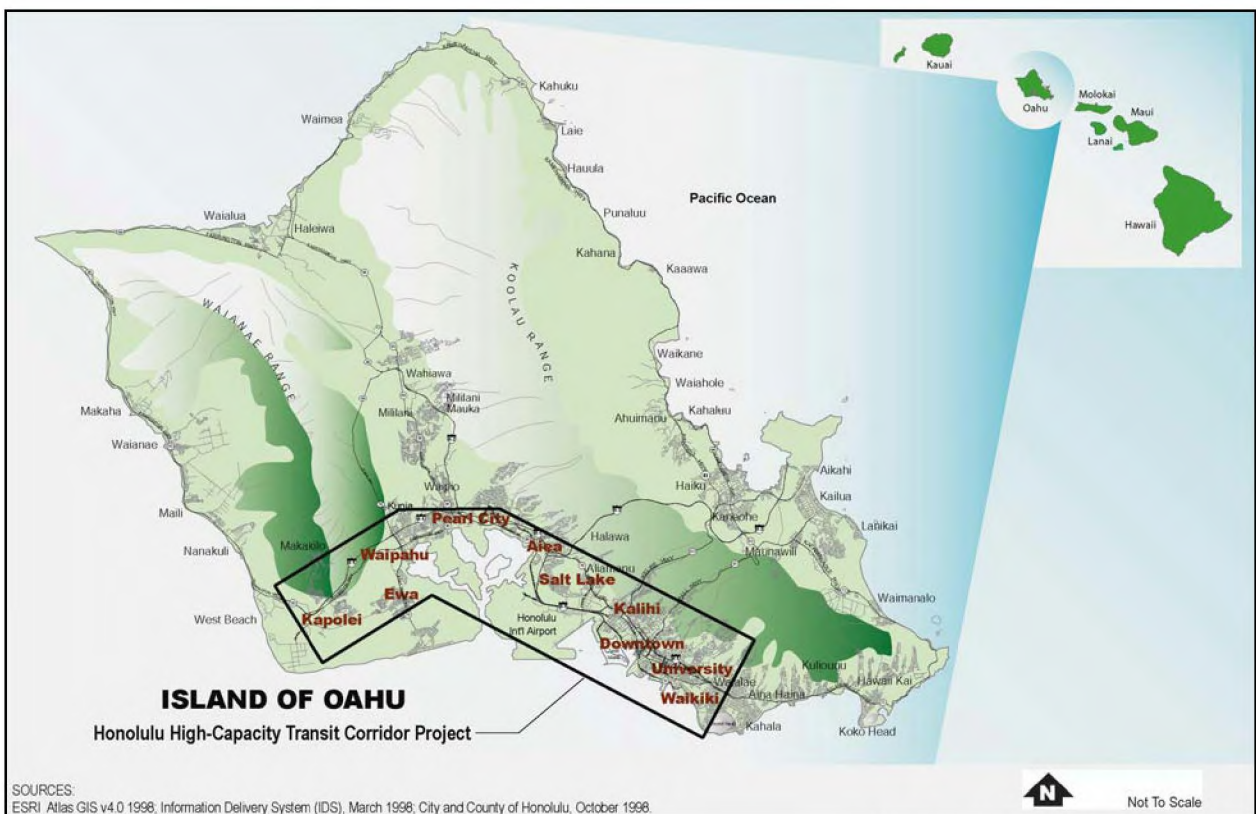 Kauai
Oahu
Molokai
Maui
Lanai
Hawaii
Kahuku
Waimea
Laie
Hauula
Pacific Ocean
Punaluu
Waialua
Haleiwa
Kahana
Kaaawa
KOOLAU RANGE
WAIANAE RANGE
Waikane
Wahiawa
Waiahole
Mililani
Mauka
Makaha
Mililani
Ahuimanu
Kahaluu
Waianae
Aikahi
Haiku
Kailua
Waipio
Maili
Kunia
Kaneohe
Lanikai
Pearl City
Halawa
Nanakuli
Makakilo
Waipahu
Aiea
Maunawili
Aliamanu
Salt Lake
Ewa
Waimanalo
West Beach
Kapolei
Kalihi
Honolulu
Int'l Airport
Downtown
University
Kuliouou
Waialae
Hawaii Kai
Waikiki
Aina Haina
ISLAND OF OAHU
Kahala
Koko Head
Honolulu High-Capacity Transit Corridor Project
SOURCES:
ESRI Atlas GIS v4.0 1998; Information Delivery System (IDS), March 1998; City and County of Honolulu, October 1998.
N
Not To Scale